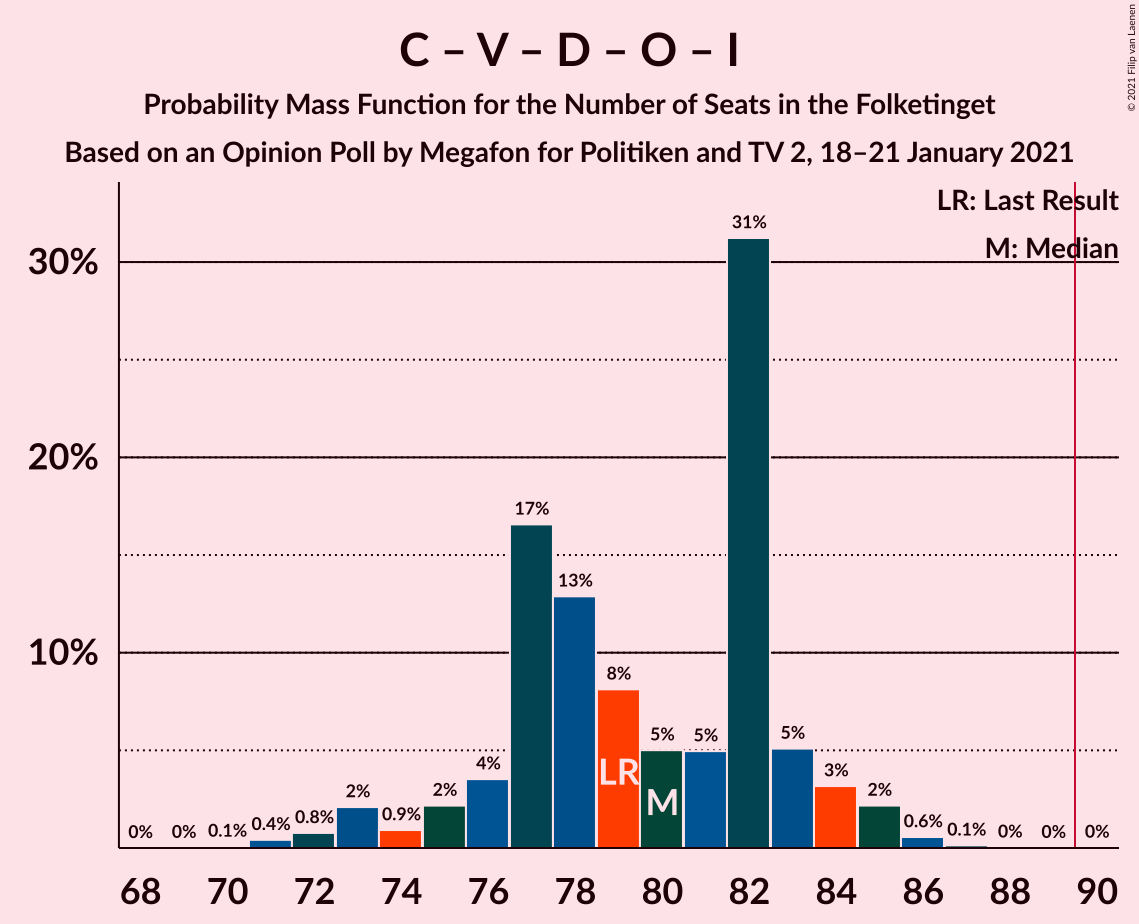 C – V – D – O – I
Probability Mass Function for the Number of Seats in the Folketinget
Based on an Opinion Poll by Megafon for Politiken and TV 2, 18–21 January 2021
© 2021 Filip van Laenen
LR: Last Result
M: Median
30%
20%
10%
0% 0% 0.1% 0.4% 0.8% 2% 0.9% 2% 4% 17% 13% 8% 5% 5% 31% 5% 3% 2% 0.6% 0.1% 0% 0% 0%
LR
M
68 70 72 74 76 78 80 82 84 86 88 90